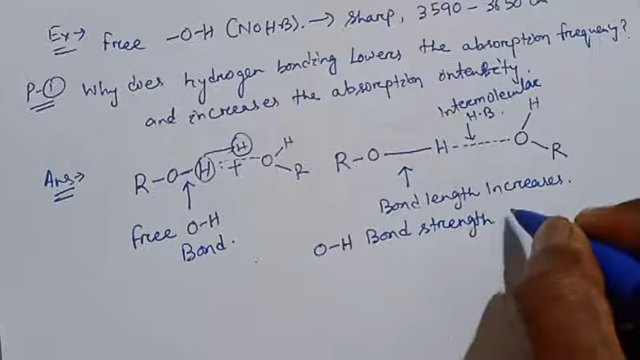 Ex→ free -O-H (No H.B). → sharp, 3590 - 3650
P-① Why does hydrogen bonding Lowers the absorption frequency?
and increases the absorption intensity.
Intermolecular
H.B.
Ans→ R-O-H : + H O H R R-O H O H R
free O-H
Bond.
Bond length Increases.
O-H Bond strength